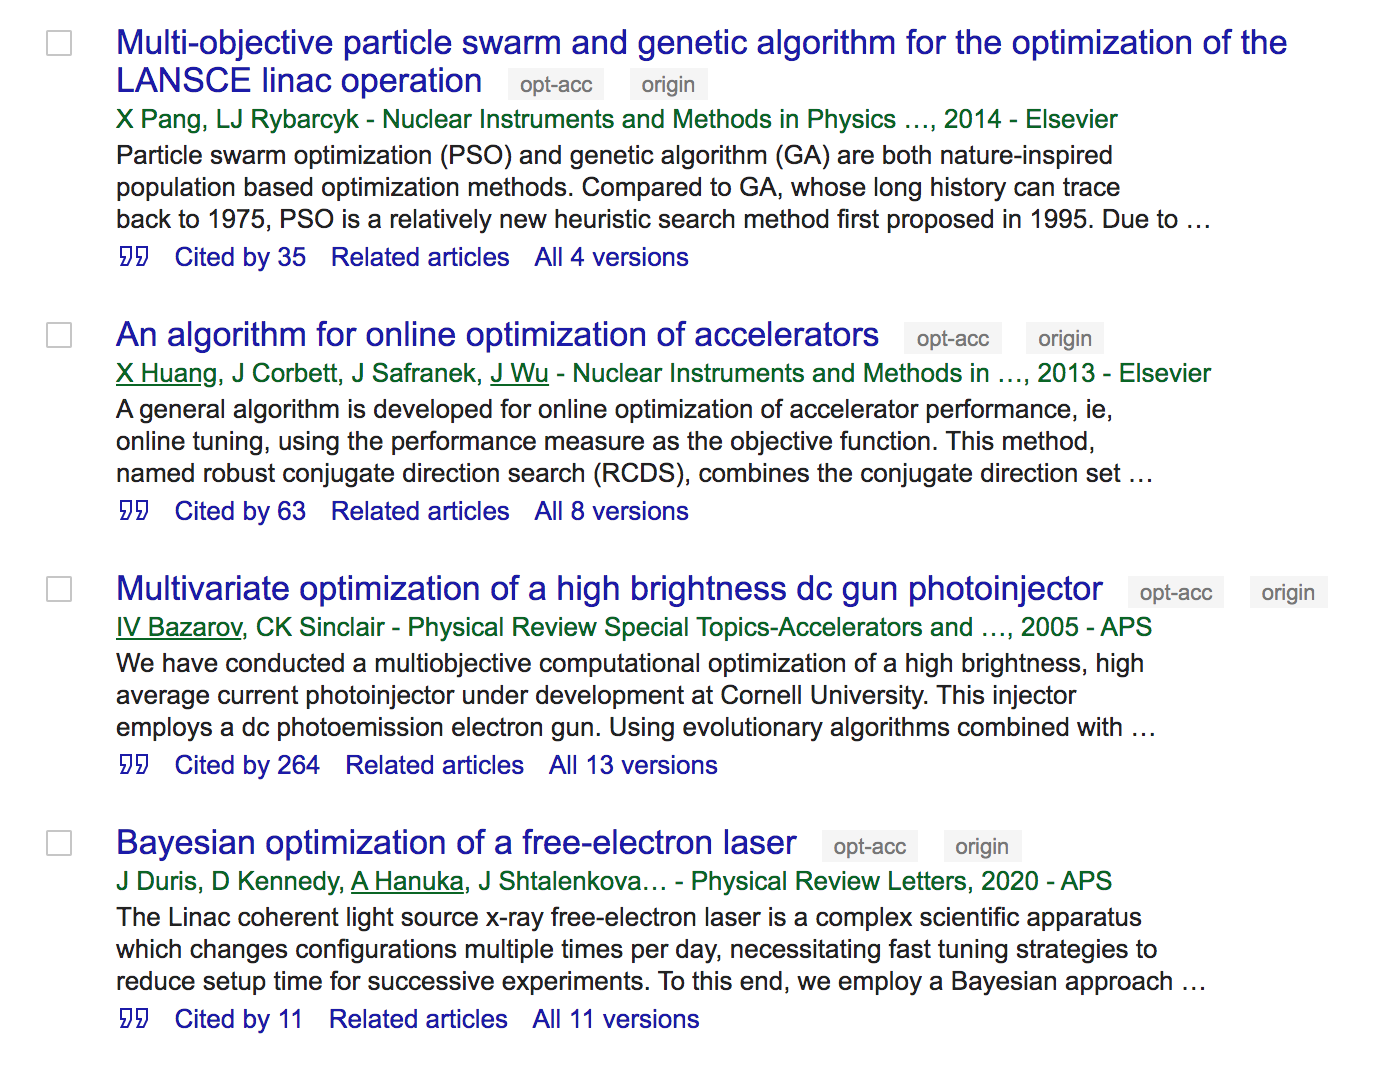 Multi-objective particle swarm and genetic algorithm for the optimization of the
LANSCE linac operation opt-acc origin
X Pang, LJ Rybarcyk - Nuclear Instruments and Methods in Physics …, 2014 - Elsevier
Particle swarm optimization (PSO) and genetic algorithm (GA) are both nature-inspired
population based optimization methods. Compared to GA, whose long history can trace
back to 1975, PSO is a relatively new heuristic search method first proposed in 1995. Due to …
Cited by 35 Related articles All 4 versions
An algorithm for online optimization of accelerators opt-acc origin
X Huang, J Corbett, J Safranek, J Wu - Nuclear Instruments and Methods in …, 2013 - Elsevier
A general algorithm is developed for online optimization of accelerator performance, ie,
online tuning, using the performance measure as the objective function. This method,
named robust conjugate direction search (RCDS), combines the conjugate direction set …
Cited by 63 Related articles All 8 versions
Multivariate optimization of a high brightness dc gun photoinjector opt-acc origin
IV Bazarov, CK Sinclair - Physical Review Special Topics-Accelerators and …, 2005 - APS
We have conducted a multiobjective computational optimization of a high brightness, high
average current photoinjector under development at Cornell University. This injector
employs a dc photoemission electron gun. Using evolutionary algorithms combined with …
Cited by 264 Related articles All 13 versions
Bayesian optimization of a free-electron laser opt-acc origin
J Duris, D Kennedy, A Hanuka, J Shtalenkova… - Physical Review Letters, 2020 - APS
The Linac coherent light source x-ray free-electron laser is a complex scientific apparatus
which changes configurations multiple times per day, necessitating fast tuning strategies to
reduce setup time for successive experiments. To this end, we employ a Bayesian approach …
Cited by 11 Related articles All 11 versions